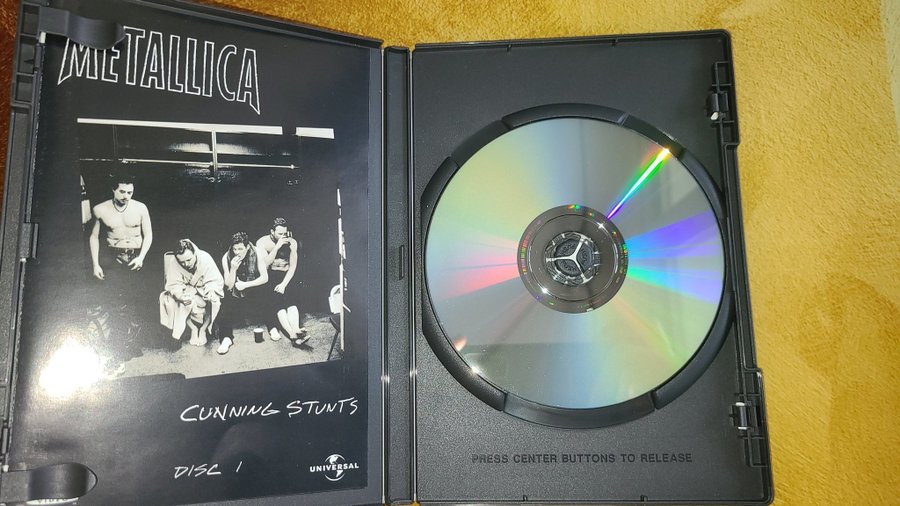 METALLICA
CUNNING STUNTS
DISC 1
UNIVERSAL
PRESS CENTER BUTTONS TO RELEASE